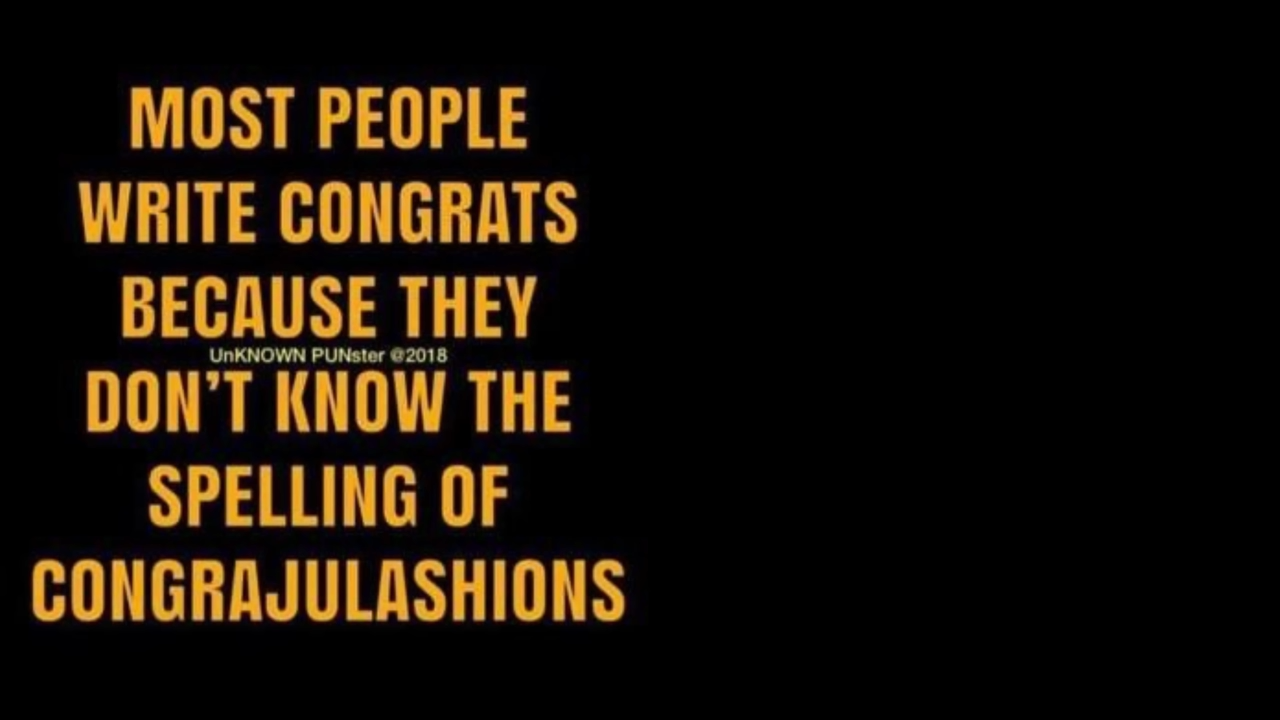 MOST PEOPLE
WRITE CONGRATS
BECAUSE THEY
UnKNOWN PUNster @2018
DON'T KNOW THE
SPELLING OF
CONGRAJULASHIONS